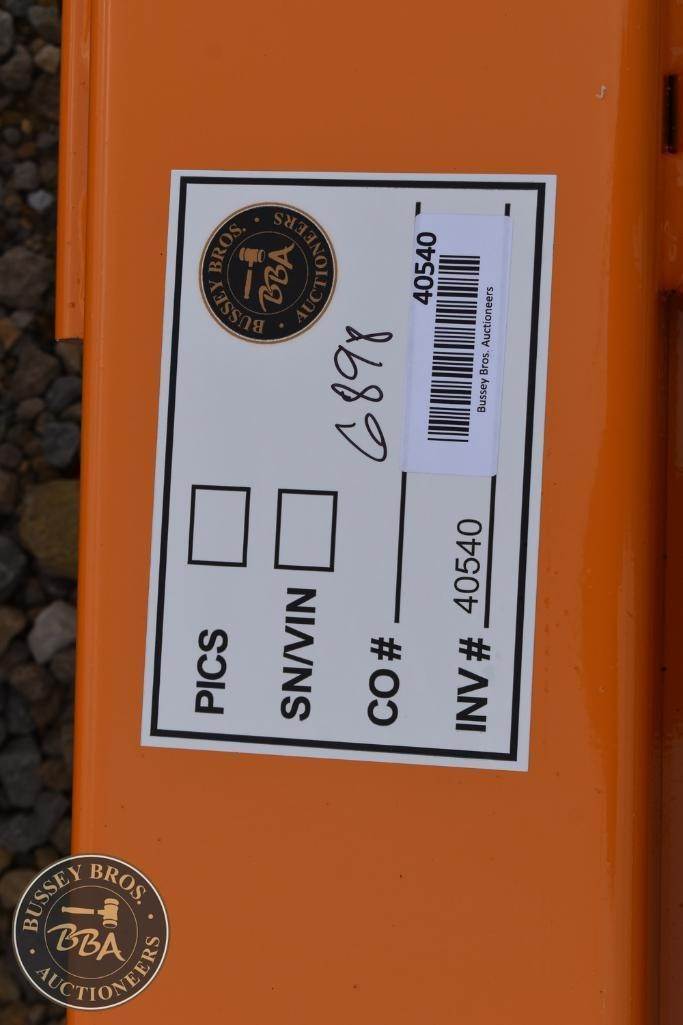 BUSSEY BROS.
BBA
AUCTIONEERS
PICS
SN/VIN
CO # 6898
INV # 40540
40540
Bussey Bros. Auctioneers
BUSSEY BROS.
BBA
AUCTIONEERS